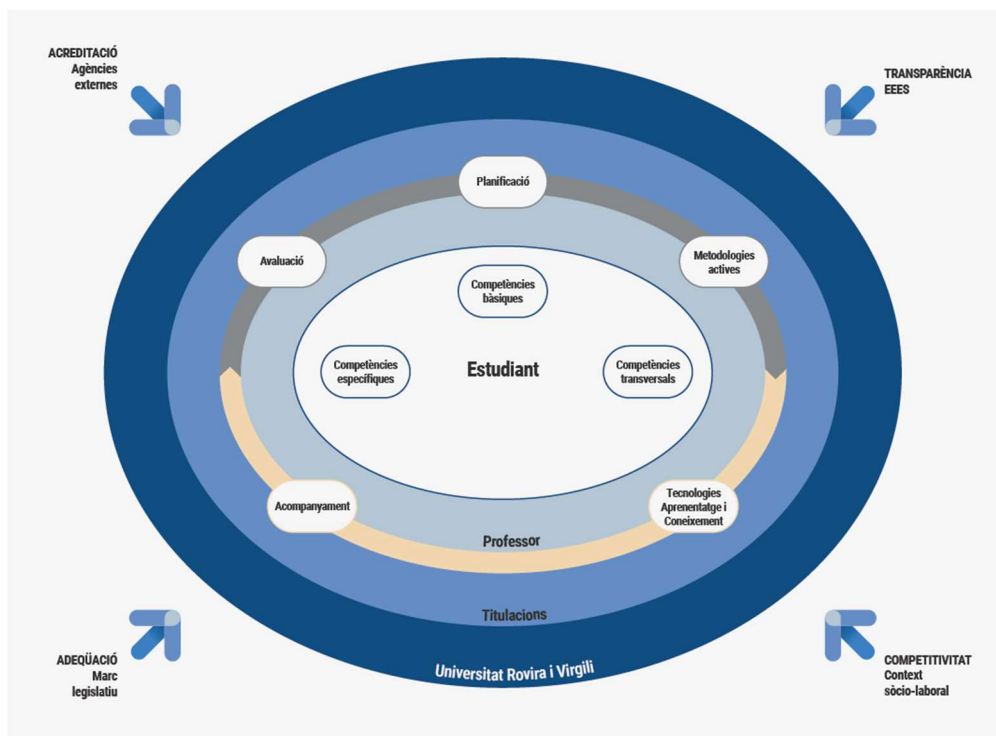 ACREDITACIÓ
Agències
externes
TRANSPARÈNCIA
EEES
Planificació
Avaluació
Metodologies
actives
Competències
bàsiques
Competències
específiques
Estudiant
Competències
transversals
Acompanyament
Tecnologies
Aprenentatge i
Coneixement
Professor
Titulacions
Universitat Rovira i Virgili
ADEQÜACIÓ
Marc
legislatiu
COMPETITIVITAT
Context
sòcio-laboral